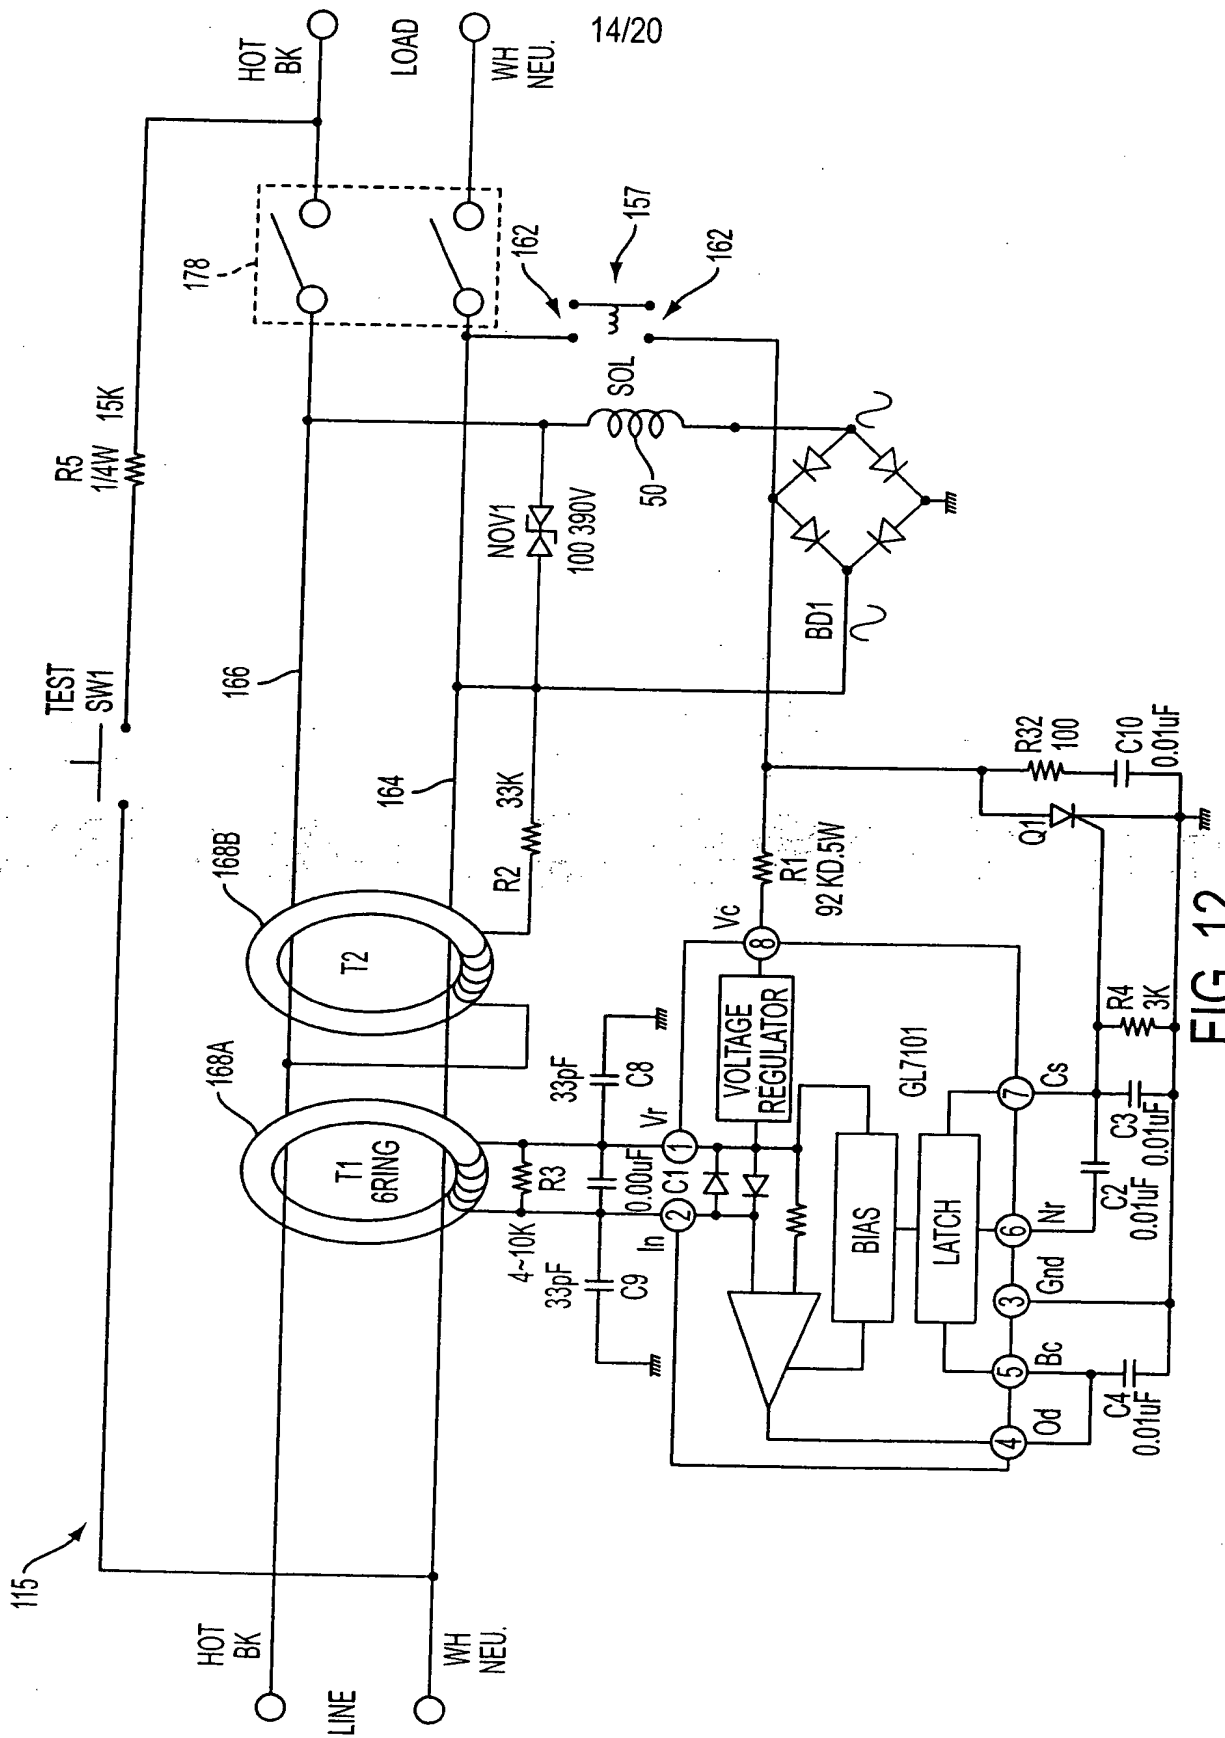 14/20
115
HOT
BK
LINE
WH
NEU.
TEST
SW1
R5
1/4W 15K
HOT
BK
LOAD
WH
NEU.
178
166
164
168A
168B
T1
6RING
T2
R2
33K
NOV1
100 390V
SOL
50
162
157
162
BD1
4~10K
R3
33pF
C9
33pF
C8
C1
0.00uF
In
2
Vr
1
Vc
8
R1
92 KD.5W
VOLTAGE
REGULATOR
GL7101
BIAS
LATCH
4
Od
5
Bc
3
Gnd
6
Nr
7
Cs
C4
0.01uF
C2
0.01uF
C3
0.01uF
R4
3K
Q1
R32
100
C10
0.01uF
FIG. 12